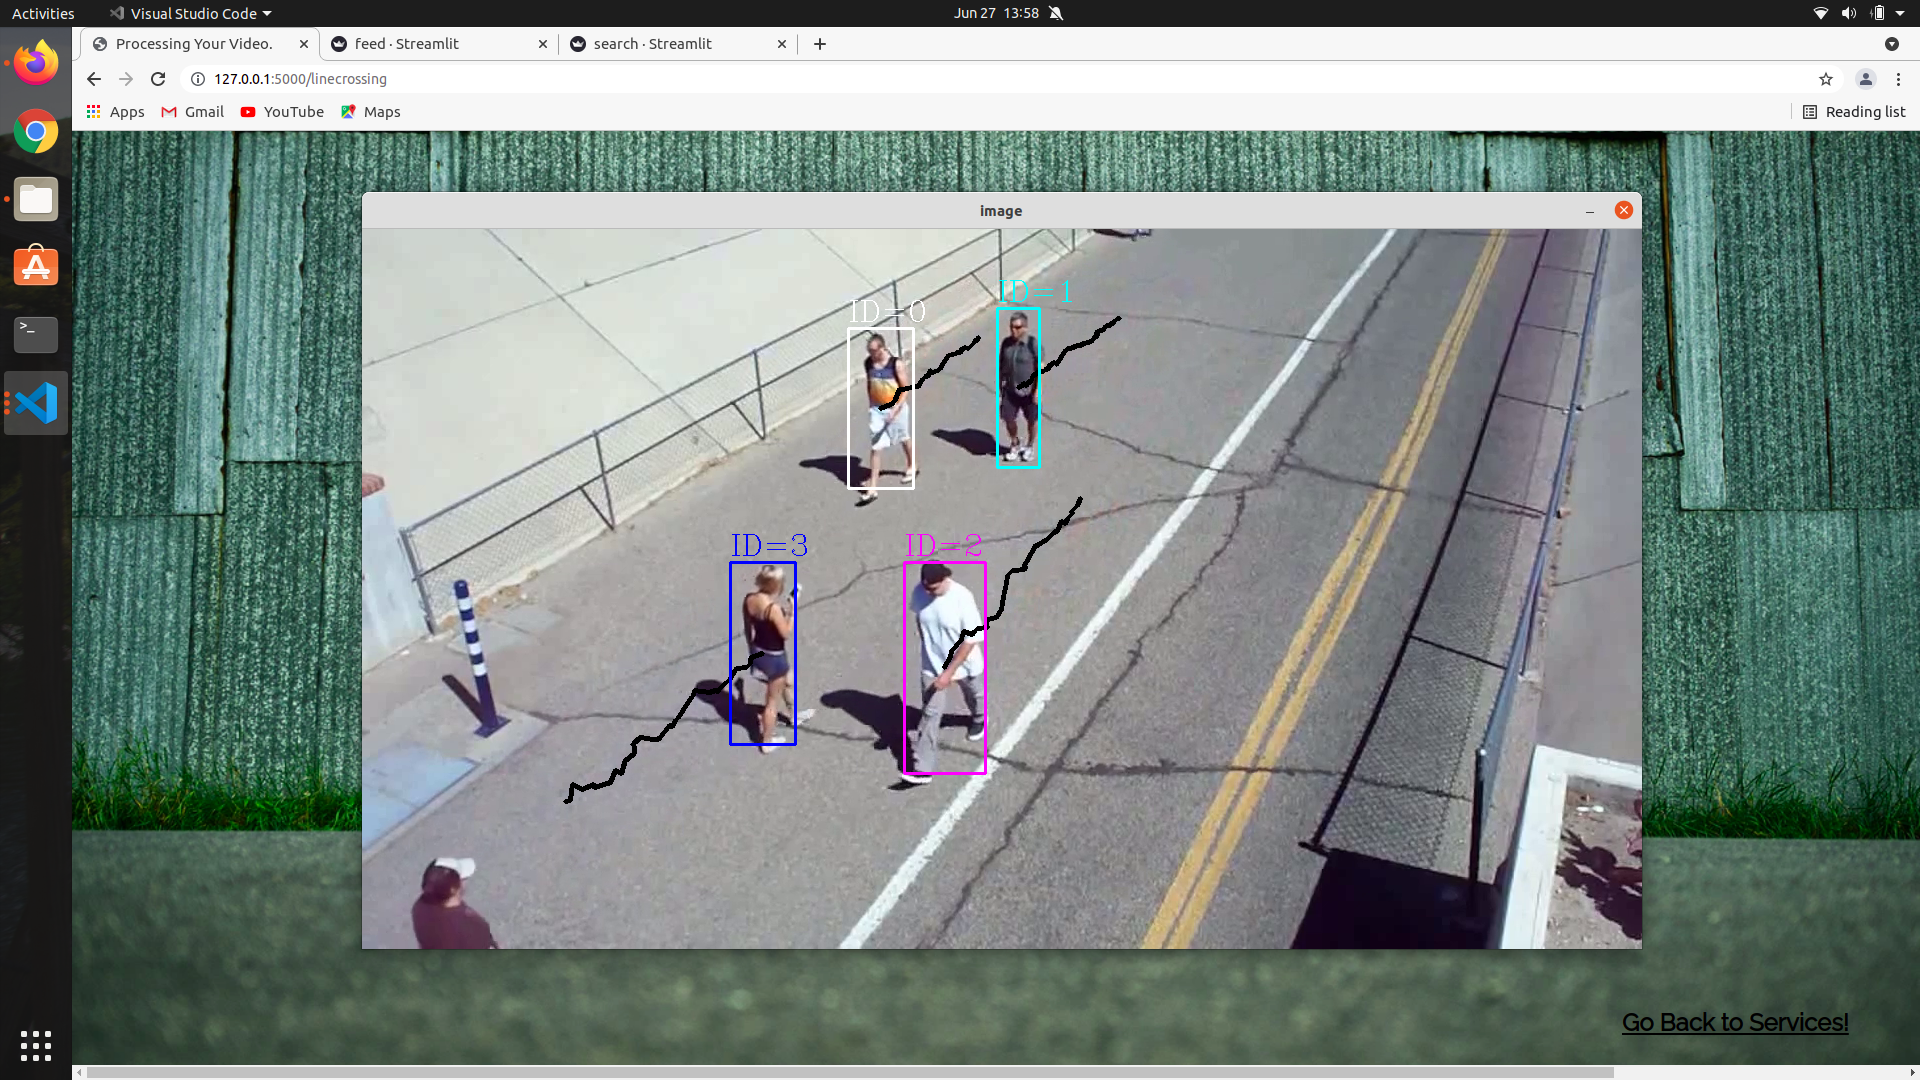 Activities
Visual Studio Code
Jun 27 13:58
Processing Your Video.
feed · Streamlit
search · Streamlit
127.0.0.1:5000/linecrossing
Apps
Gmail
YouTube
Maps
Reading list
image
ID=0
ID=1
ID=3
ID=2
Go Back to Services!